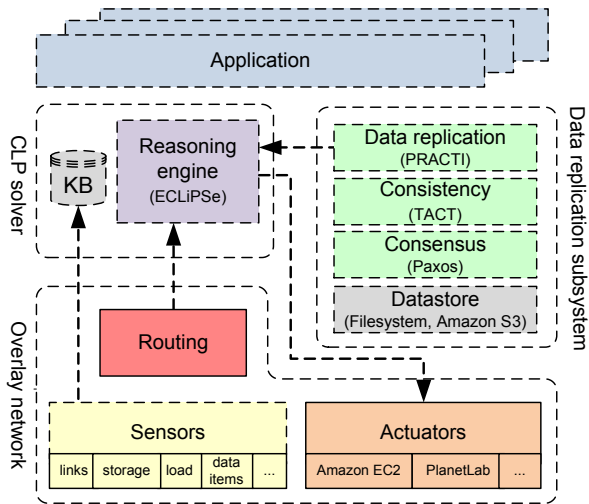 Application
CLP solver
KB
Reasoning
engine
(ECLiPSe)
Data replication
(PRACTI)
Consistency
(TACT)
Consensus
(Paxos)
Datastore
(Filesystem, Amazon S3)
Data replication subsystem
Overlay network
Routing
Sensors
links storage load data items ...
Actuators
Amazon EC2 PlanetLab ...